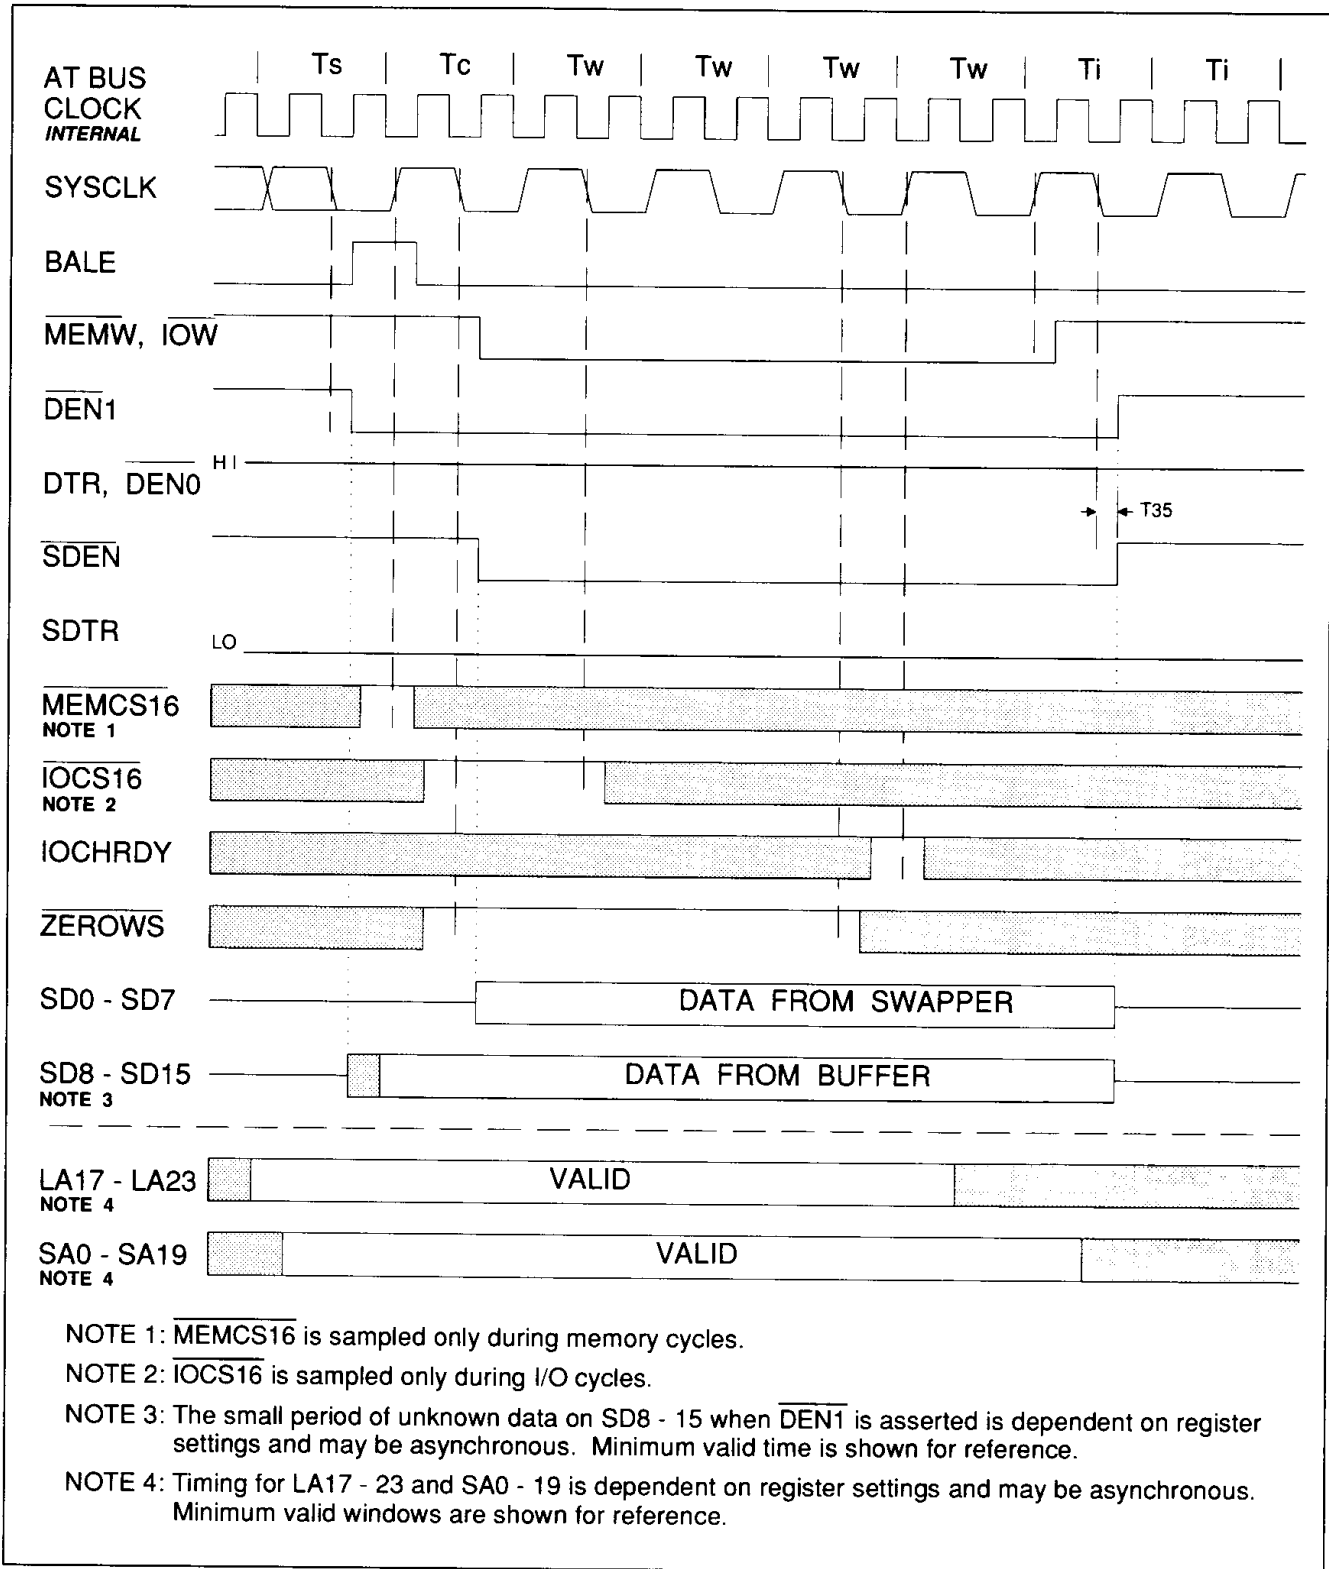 Ts Tc Tw Tw Tw Tw Ti Ti
AT BUS
CLOCK
INTERNAL
SYSCLK
BALE
MEMW, IOW
DEN1
HI
DTR, DEN0
T35
SDEN
SDTR
LO
MEMCS16
NOTE 1
IOCS16
NOTE 2
IOCHRDY
ZEROWS
SD0 - SD7 DATA FROM SWAPPER
SD8 - SD15 DATA FROM BUFFER
NOTE 3
LA17 - LA23 VALID
NOTE 4
SA0 - SA19 VALID
NOTE 4
NOTE 1: MEMCS16 is sampled only during memory cycles.
NOTE 2: IOCS16 is sampled only during I/O cycles.
NOTE 3: The small period of unknown data on SD8 - 15 when DEN1 is asserted is dependent on register
settings and may be asynchronous. Minimum valid time is shown for reference.
NOTE 4: Timing for LA17 - 23 and SA0 - 19 is dependent on register settings and may be asynchronous.
Minimum valid windows are shown for reference.